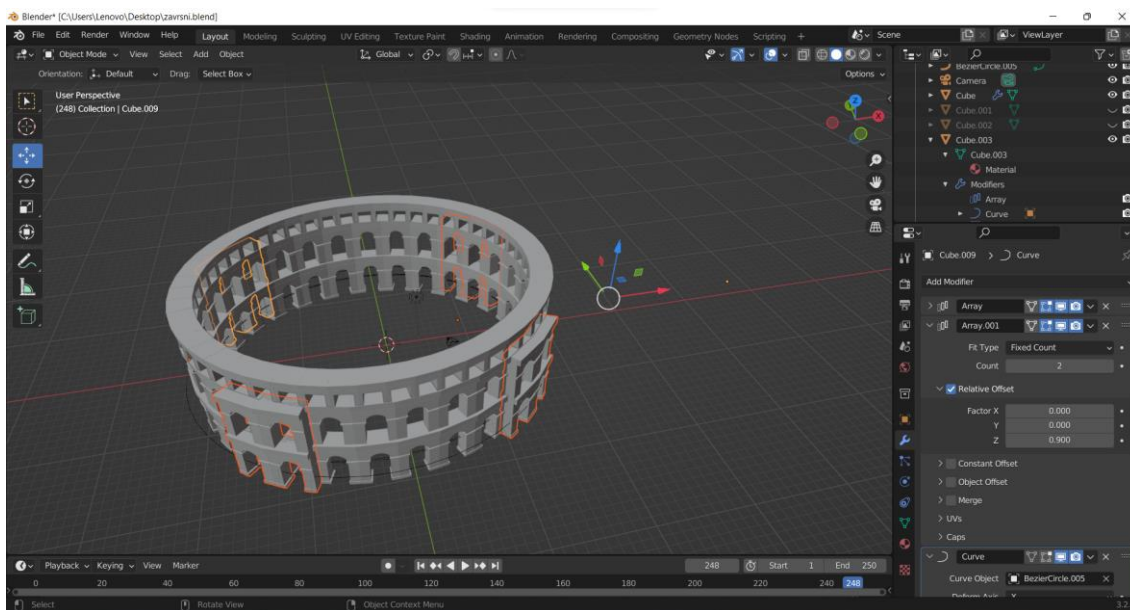 Blender* [C:\Users\Lenovo\Desktop\zavrsni.blend]
File Edit Render Window Help Layout Modeling Sculpting UV Editing Texture Paint Shading Animation Rendering Compositing Geometry Nodes Scripting + Scene ViewLayer
Object Mode View Select Add Object Global
Orientation: Default Drag: Select Box Options
User Perspective
(248) Collection | Cube.009
Z
X
BezierCircle.005
Camera
Cube
Cube.001
Cube.002
Cube.003
Cube.003
Material
Modifiers
Array
Curve
Cube.009 > Curve
Add Modifier
Array
Array.001
Fit Type Fixed Count
Count 2
Relative Offset
Factor X 0.000
Y 0.000
Z 0.900
Constant Offset
Object Offset
Merge
UVs
Caps
Curve
Curve Object BezierCircle.005
Deform Axis X
Playback Keying View Marker 248 Start 1 End 250
0 20 40 60 80 100 120 140 160 180 200 220 240 248
Select Rotate View Object Context Menu 3.2